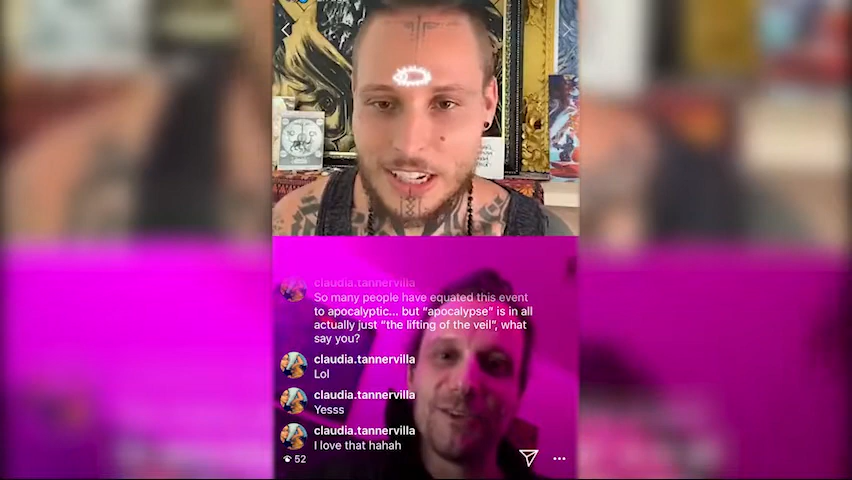 claudia.tannervilla
So many people have equated this event
to apocalyptic... but “apocalypse” is in all
actually just “the lifting of the veil”, what
say you?
claudia.tannervilla
Lol
claudia.tannervilla
Yesss
claudia.tannervilla
I love that hahah
52